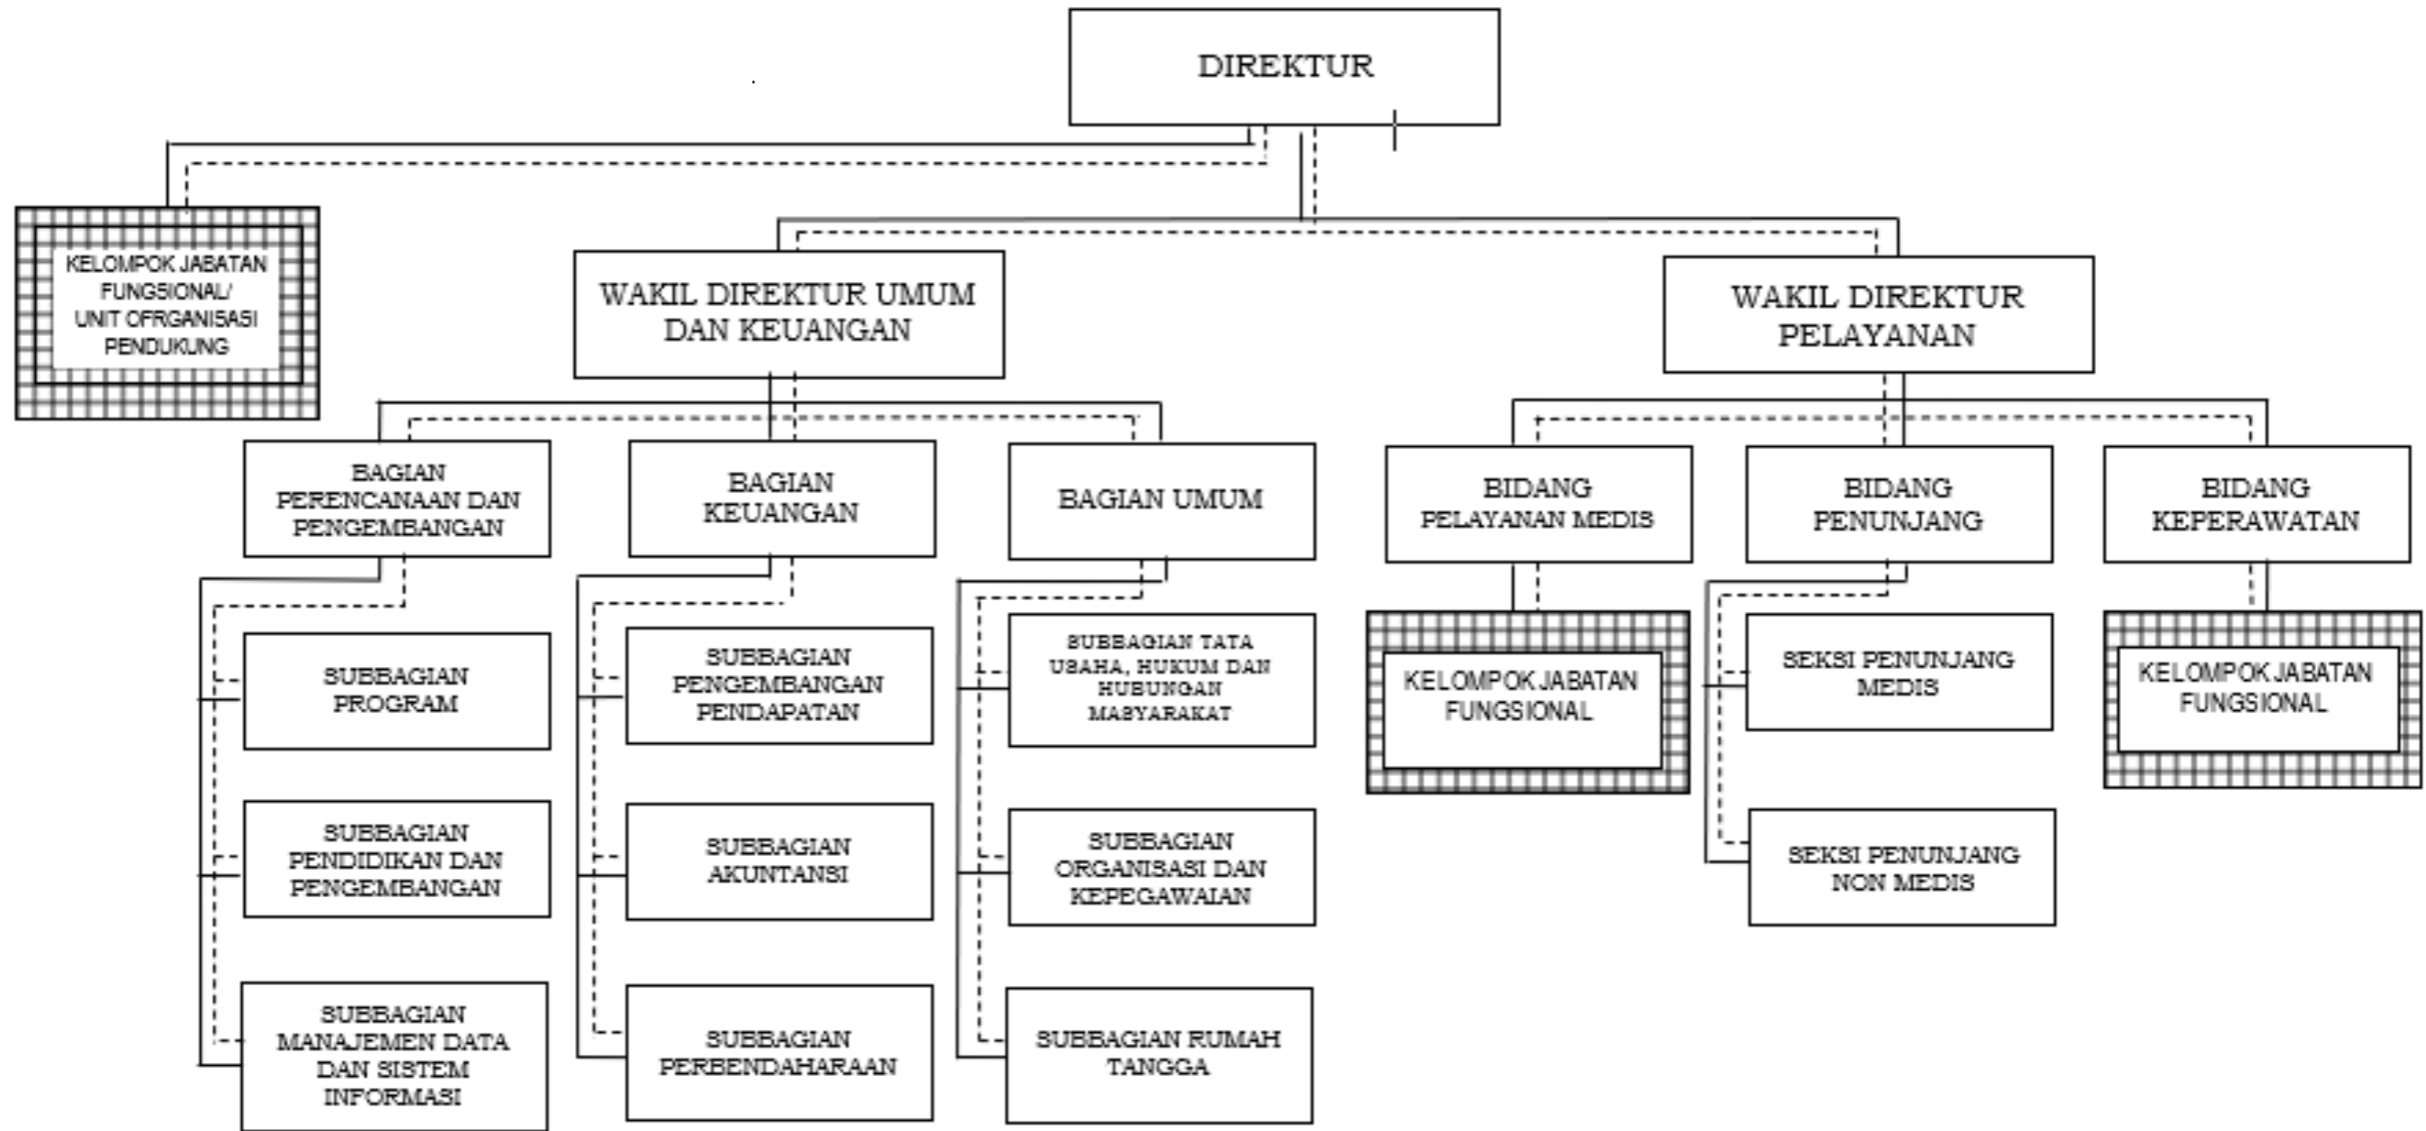 DIREKTUR
KELOMPOK JABATAN
FUNGSIONAL/
UNIT OFRGANISASI
PENDUKUNG
WAKIL DIREKTUR UMUM
DAN KEUANGAN
WAKIL DIREKTUR
PELAYANAN
BAGIAN
PERENCANAAN DAN
PENGEMBANGAN
BAGIAN
KEUANGAN
BAGIAN UMUM
BIDANG
PELAYANAN MEDIS
BIDANG
PENUNJANG
BIDANG
KEPERAWATAN
SUBBAGIAN
PROGRAM
SUBBAGIAN
PENGEMBANGAN
PENDAPATAN
SUBBAGIAN TATA
USAHA, HUKUM DAN
HUBUNGAN
MASYARAKAT
KELOMPOK JABATAN
FUNGSIONAL
SEKSI PENUNJANG
MEDIS
KELOMPOK JABATAN
FUNGSIONAL
SUBBAGIAN
PENDIDIKAN DAN
PENGEMBANGAN
SUBBAGIAN
AKUNTANSI
SUBBAGIAN
ORGANISASI DAN
KEPEGAWAIAN
SEKSI PENUNJANG
NON MEDIS
SUBBAGIAN
MANAJEMEN DATA
DAN SISTEM
INFORMASI
SUBBAGIAN
PERBENDAHARAAN
SUBBAGIAN RUMAH
TANGGA